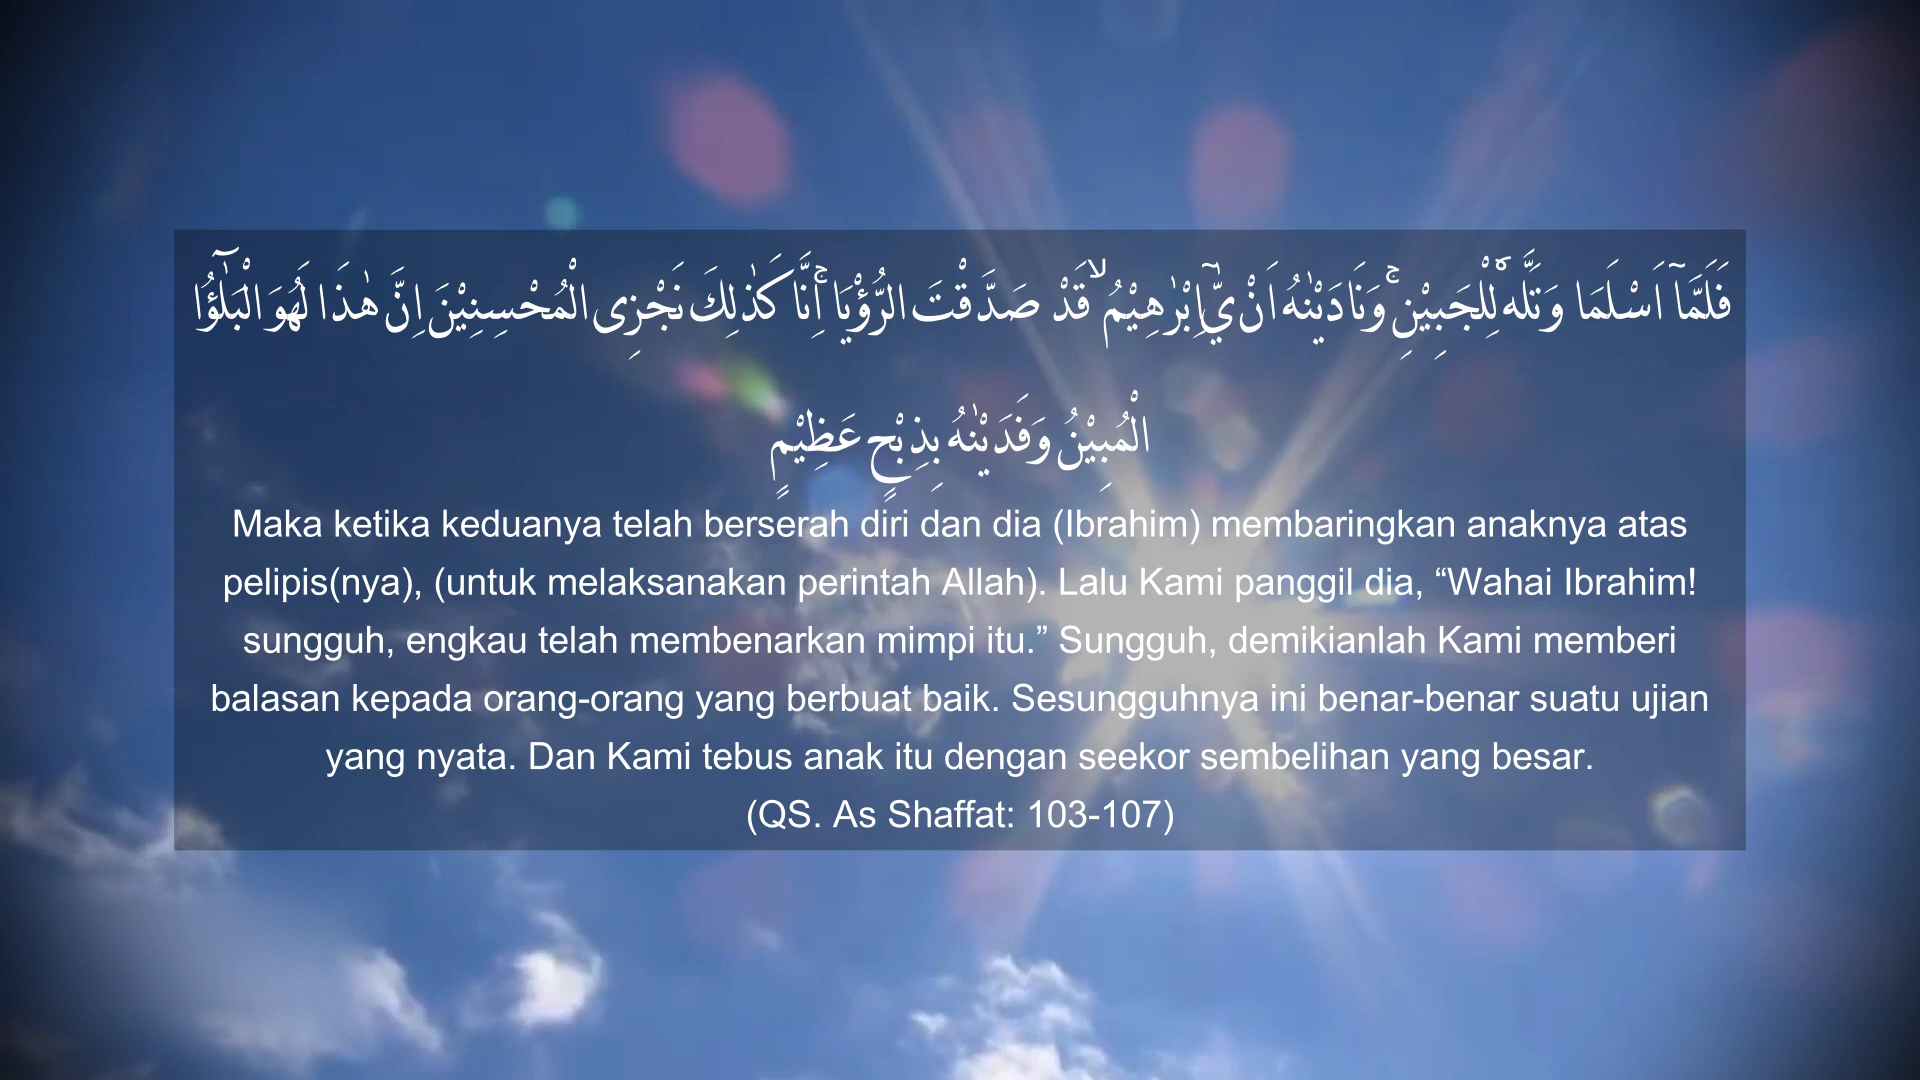 فَلَمَّآ اَسْلَمَا وَتَلَّهٗ لِلْجَبِيْنِۚ وَنَادَيْنٰهُ اَنْ يّٰٓاِبْرٰهِيْمُۙ قَدْ صَدَّقْتَ الرُّؤْيَا ۚاِنَّا كَذٰلِكَ نَجْزِى الْمُحْسِنِيْنَ اِنَّ هٰذَا لَهُوَ الْبَلٰۤؤُا
الْمُبِيْنُ وَفَدَيْنٰهُ بِذِبْحٍ عَظِيْمٍ
Maka ketika keduanya telah berserah diri dan dia (Ibrahim) membaringkan anaknya atas
pelipis(nya), (untuk melaksanakan perintah Allah). Lalu Kami panggil dia, “Wahai Ibrahim!
sungguh, engkau telah membenarkan mimpi itu.” Sungguh, demikianlah Kami memberi
balasan kepada orang-orang yang berbuat baik. Sesungguhnya ini benar-benar suatu ujian
yang nyata. Dan Kami tebus anak itu dengan seekor sembelihan yang besar.
(QS. As Shaffat: 103-107)